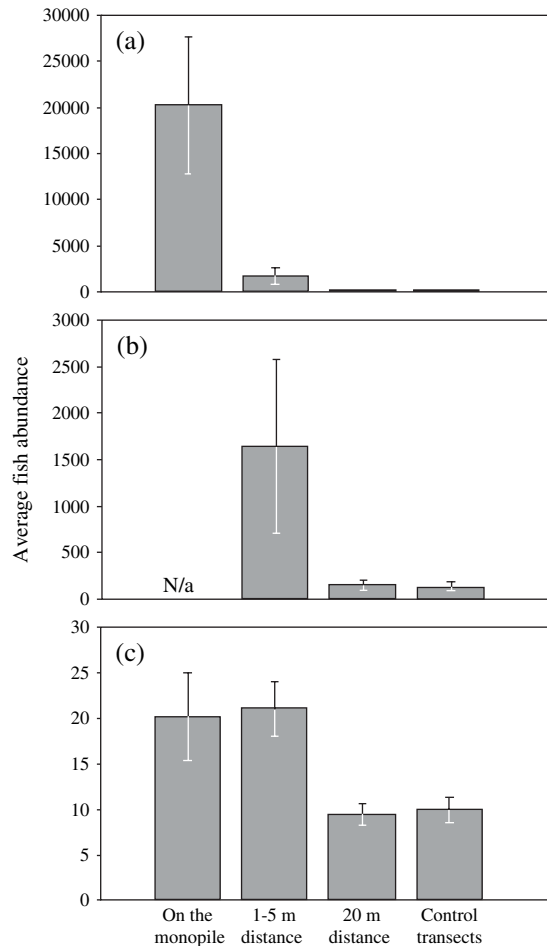 Average fish abundance
(a)
30000
25000
20000
15000
10000
5000
0
(b)
3000
2500
2000
1500
1000
500
0
N/a
(c)
30
25
20
15
10
5
0
On the
monopile
1-5 m
distance
20 m
distance
Control
transects